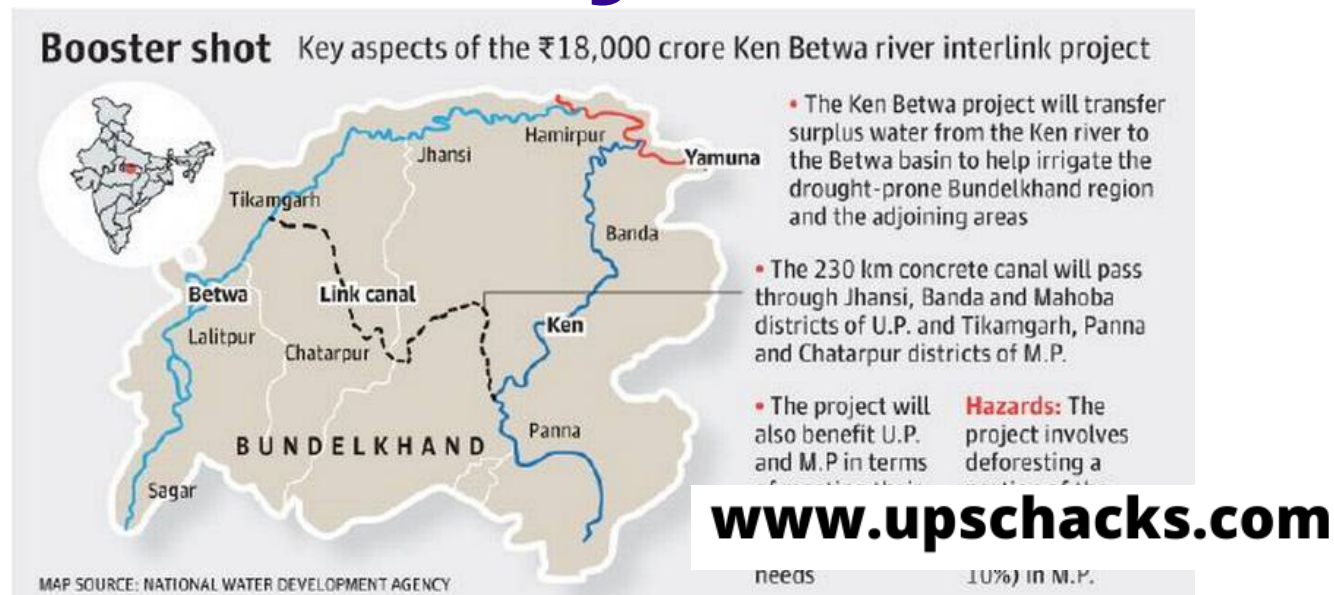 Booster shot Key aspects of the ₹18,000 crore Ken Betwa river interlink project
• The Ken Betwa project will transfer
surplus water from the Ken river to
the Betwa basin to help irrigate the
drought-prone Bundelkhand region
and the adjoining areas
• The 230 km concrete canal will pass
through Jhansi, Banda and Mahoba
districts of U.P. and Tikamgarh, Panna
and Chatarpur districts of M.P.
• The project will
also benefit U.P.
and M.P in terms
needs
Hazards: The
project involves
deforesting a
10%) in M.P.
Hamirpur
Yamuna
Jhansi
Tikamgarh
Banda
Betwa
Link canal
Ken
Lalitpur
Chatarpur
Panna
BUNDELKHAND
Sagar
www.upschacks.com
MAP SOURCE: NATIONAL WATER DEVELOPMENT AGENCY